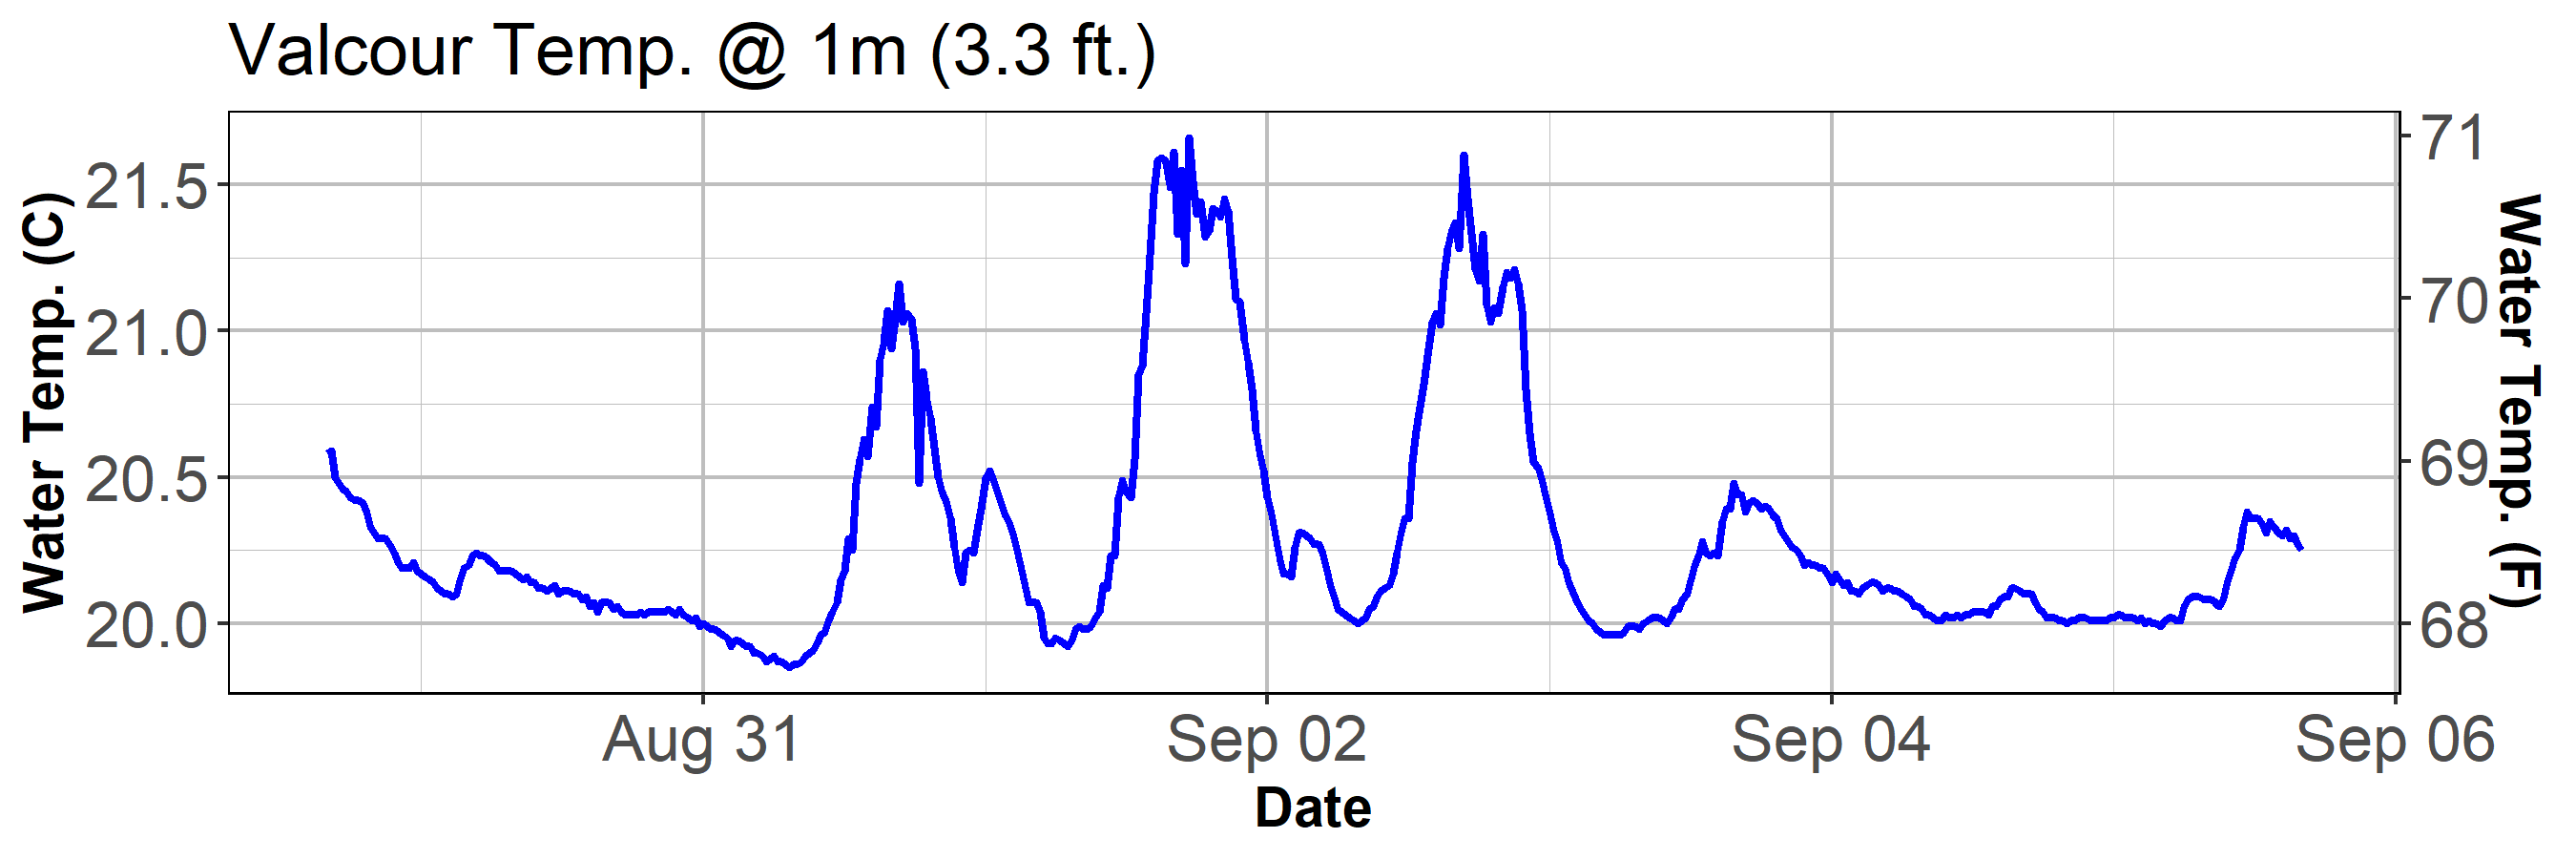 Valcour Temp. @ 1m (3.3 ft.)
Water Temp. (C)
21.5
21.0
20.5
20.0
71
70
69
68
Water Temp. (F)
Aug 31
Sep 02
Sep 04
Sep 06
Date